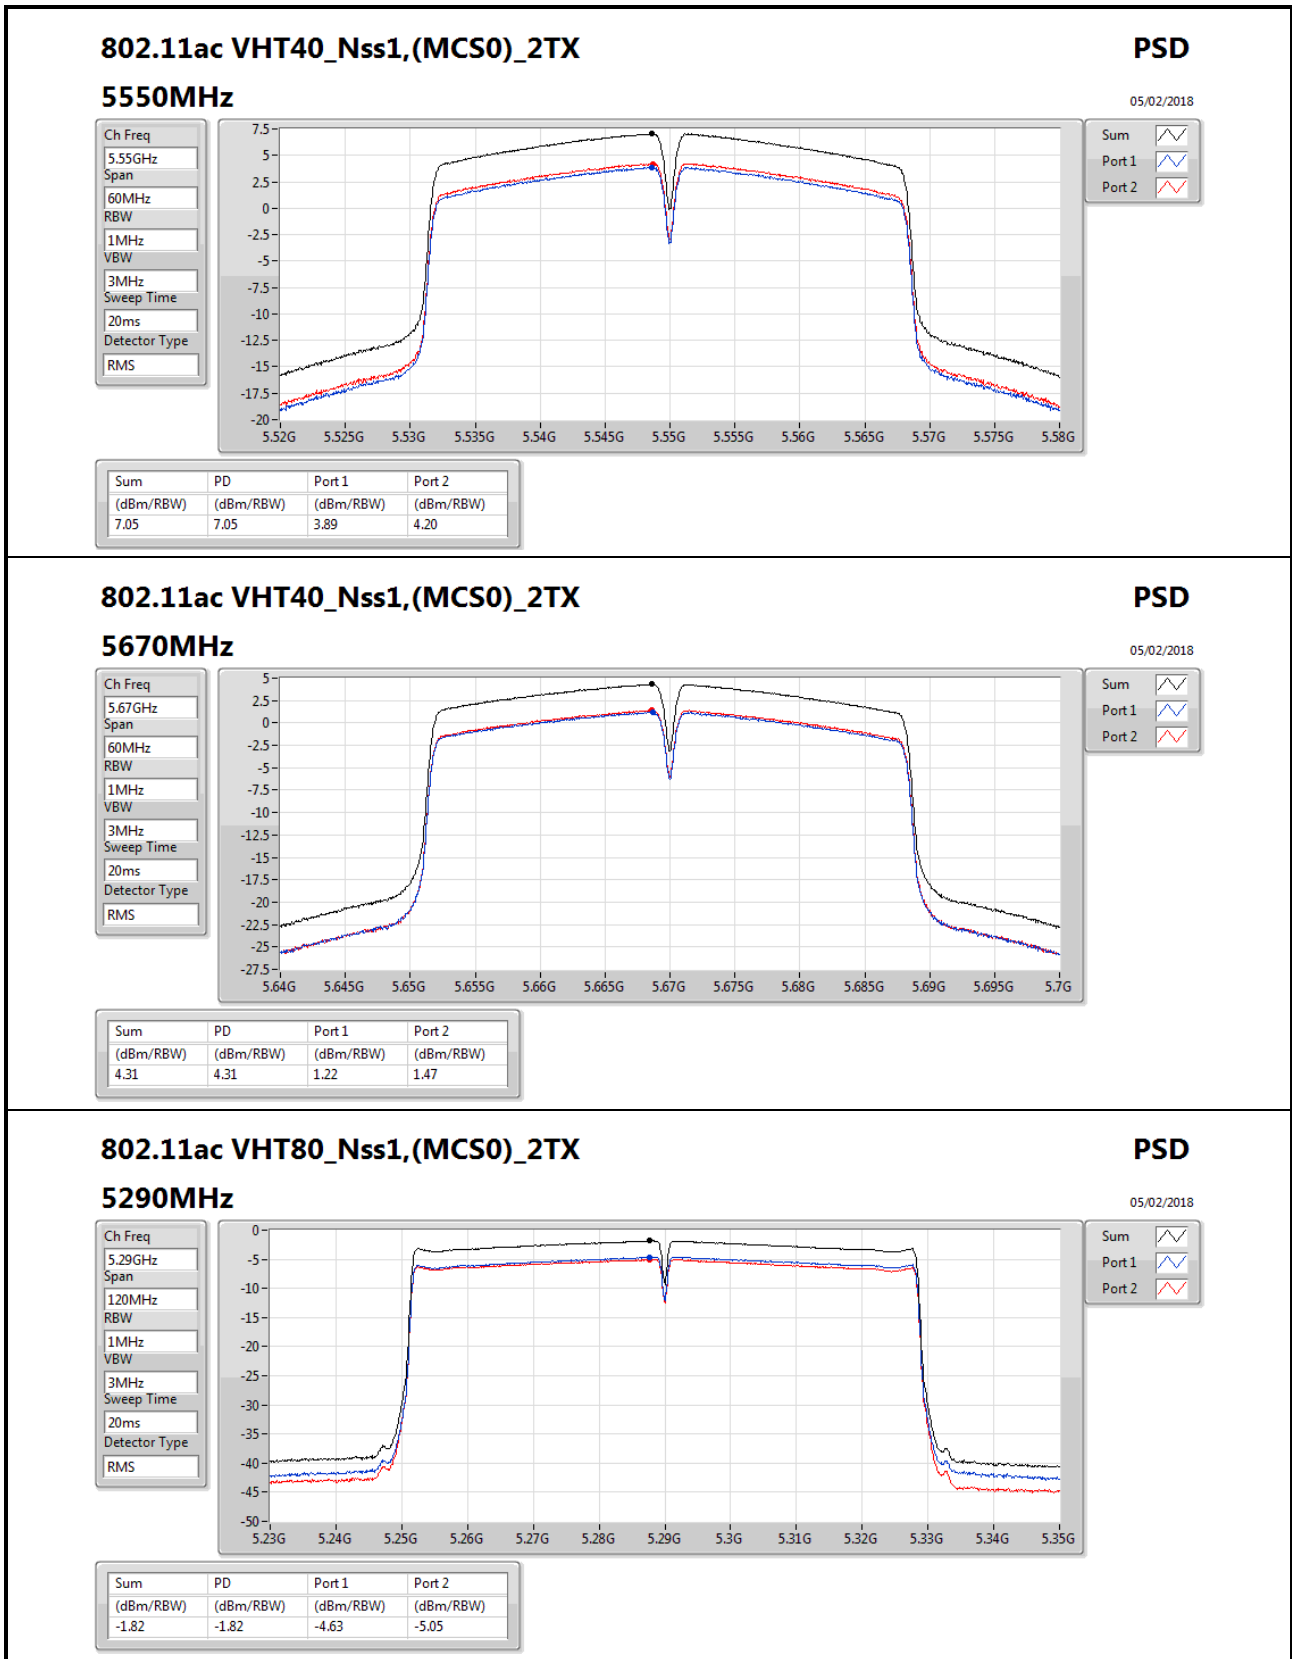 802.11ac VHT40_Nss1,(MCS0)_2TX PSD
5550MHz 05/02/2018
Ch Freq
5.55GHz
Span
60MHz
RBW
1MHz
VBW
3MHz
Sweep Time
20ms
Detector Type
RMS
7.5
5
2.5
0
-2.5
-5
-7.5
-10
-12.5
-15
-17.5
-20
5.52G 5.525G 5.53G 5.535G 5.54G 5.545G 5.55G 5.555G 5.56G 5.565G 5.57G 5.575G 5.58G
Sum
Port 1
Port 2
Sum PD Port 1 Port 2
(dBm/RBW) (dBm/RBW) (dBm/RBW) (dBm/RBW)
7.05 7.05 3.89 4.20
802.11ac VHT40_Nss1,(MCS0)_2TX PSD
5670MHz 05/02/2018
Ch Freq
5.67GHz
Span
60MHz
RBW
1MHz
VBW
3MHz
Sweep Time
20ms
Detector Type
RMS
5
2.5
0
-2.5
-5
-7.5
-10
-12.5
-15
-17.5
-20
-22.5
-25
-27.5
5.64G 5.645G 5.65G 5.655G 5.66G 5.665G 5.67G 5.675G 5.68G 5.685G 5.69G 5.695G 5.7G
Sum
Port 1
Port 2
Sum PD Port 1 Port 2
(dBm/RBW) (dBm/RBW) (dBm/RBW) (dBm/RBW)
4.31 4.31 1.22 1.47
802.11ac VHT80_Nss1,(MCS0)_2TX PSD
5290MHz 05/02/2018
Ch Freq
5.29GHz
Span
120MHz
RBW
1MHz
VBW
3MHz
Sweep Time
20ms
Detector Type
RMS
0
-5
-10
-15
-20
-25
-30
-35
-40
-45
-50
5.23G 5.24G 5.25G 5.26G 5.27G 5.28G 5.29G 5.3G 5.31G 5.32G 5.33G 5.34G 5.35G
Sum
Port 1
Port 2
Sum PD Port 1 Port 2
(dBm/RBW) (dBm/RBW) (dBm/RBW) (dBm/RBW)
-1.82 -1.82 -4.63 -5.05